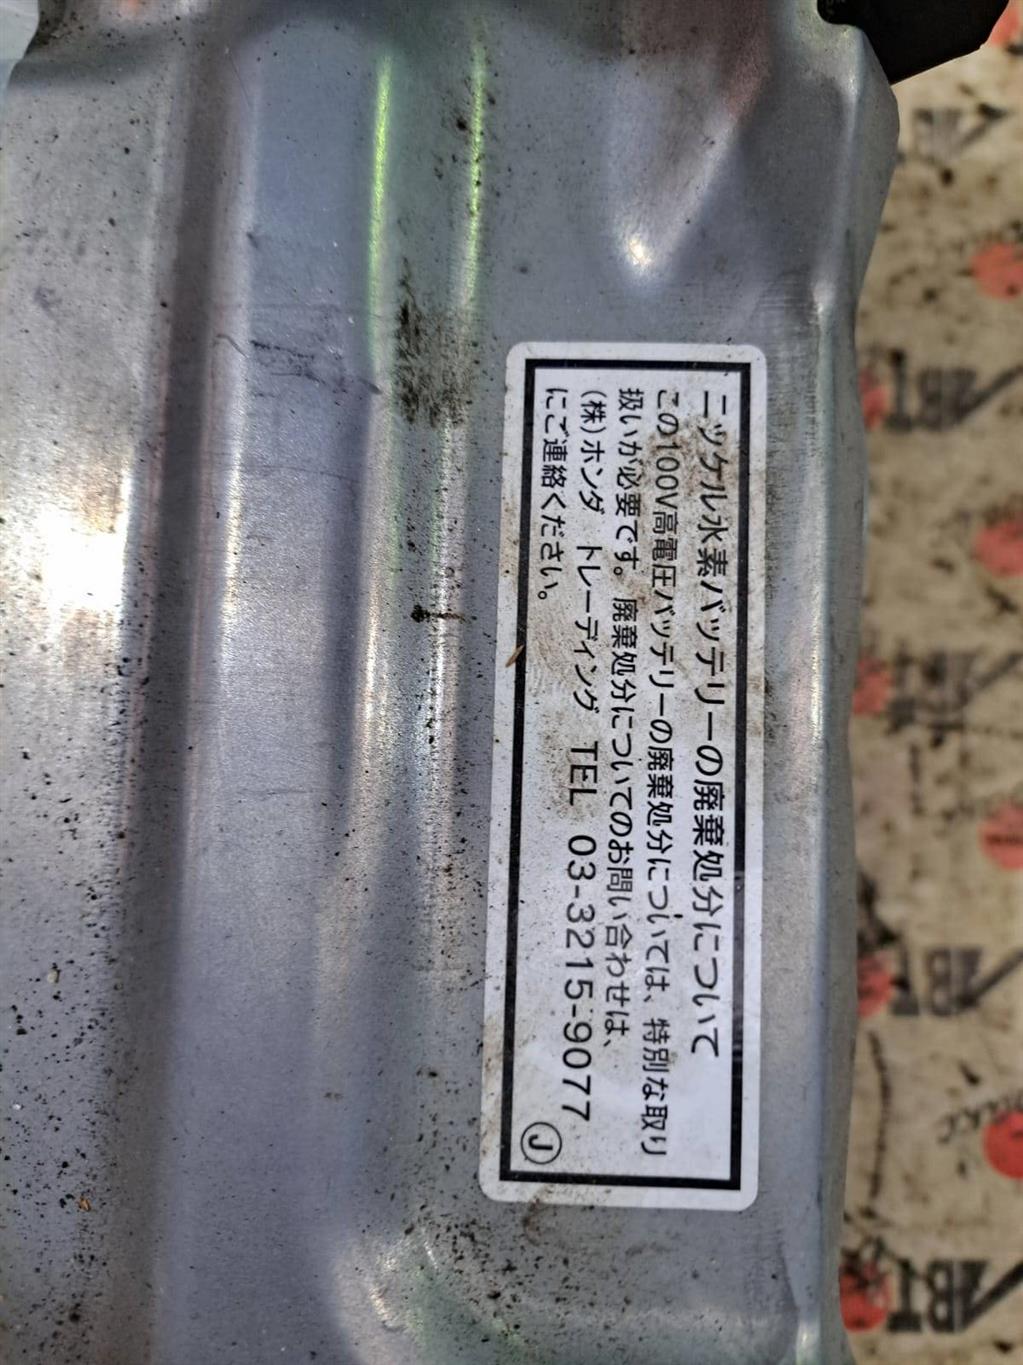 ニッケル水素バッテリーの廃棄処分について
この100V高電圧バッテリーの廃棄処分については、特別な取り
扱いが必要です。廃棄処分についてのお問い合わせは、
(株)ホンダ トレーディング TEL 03-3215-9077
にご連絡ください。
J